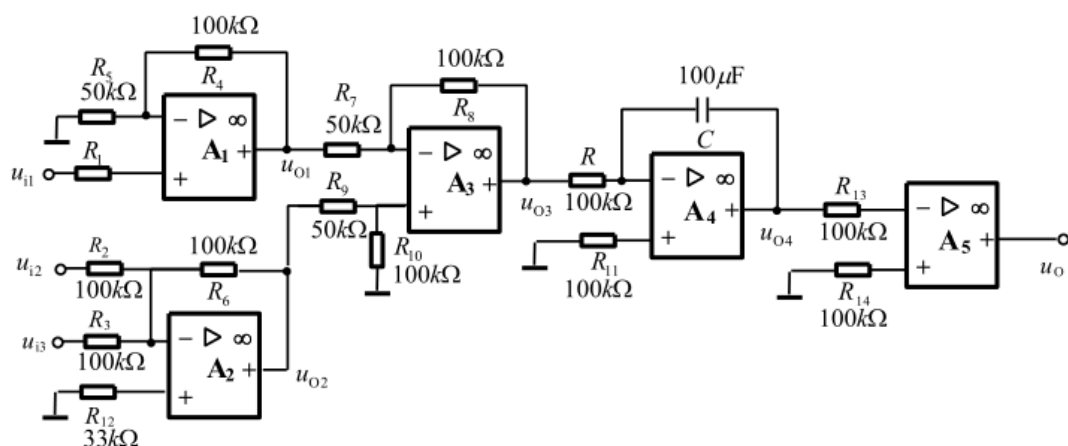 100kΩ
R5
50kΩ
R4
− ▷ ∞
A1
+
+
R1
ui1
uO1
R7
50kΩ
100kΩ
R8
− ▷ ∞
A3
+
+
uO3
R9
50kΩ
R10
100kΩ
ui2
R2
100kΩ
100kΩ
R6
ui3
R3
100kΩ
− ▷ ∞
A2
+
+
uO2
R12
33kΩ
R
100kΩ
100μF
C
− ▷ ∞
A4
+
+
uO4
R11
100kΩ
R13
100kΩ
− ▷ ∞
A5
+
+
uO
R14
100kΩ